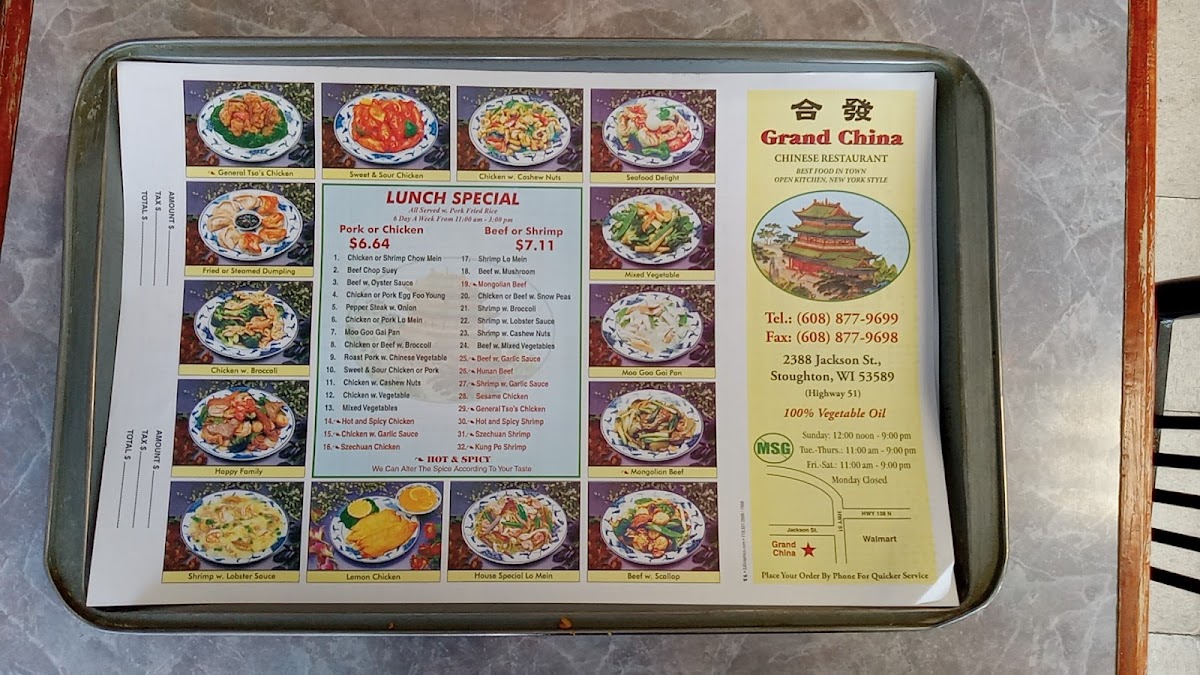 General Tso's Chicken
Sweet & Sour Chicken
Chicken w. Cashew Nuts
Seafood Delight
Fried or Steamed Dumpling
Chicken w. Broccoli
Happy Family
Shrimp w. Lobster Sauce
Lemon Chicken
House Special Lo Mein
Beef w. Scallop
Mixed Vegetable
Moo Goo Gai Pan
Mongolian Beef
AMOUNT $
TAX $
TOTAL $
AMOUNT $
TAX $
TOTAL $
LUNCH SPECIAL
All Served w. Pork Fried Rice
6 Day A Week From 11:00 am - 3:00 pm
Pork or Chicken
$6.64
Beef or Shrimp
$7.11
1. Chicken or Shrimp Chow Mein
2. Beef Chop Suey
3. Beef w. Oyster Sauce
4. Chicken or Pork Egg Foo Young
5. Pepper Steak w. Onion
6. Chicken or Pork Lo Mein
7. Moo Goo Gai Pan
8. Chicken or Beef w. Broccoli
9. Roast Pork w. Chinese Vegetable
10. Sweet & Sour Chicken or Pork
11. Chicken w. Cashew Nuts
12. Chicken w. Vegetable
13. Mixed Vegetables
14. Hot and Spicy Chicken
15. Chicken w. Garlic Sauce
16. Szechuan Chicken
17. Shrimp Lo Mein
18. Beef w. Mushroom
19. Mongolian Beef
20. Chicken or Beef w. Snow Peas
21. Shrimp w. Broccoli
22. Shrimp w. Lobster Sauce
23. Shrimp w. Cashew Nuts
24. Beef w. Mixed Vegetables
25. Beef w. Garlic Sauce
26. Hunan Beef
27. Shrimp w. Garlic Sauce
28. Sesame Chicken
29. General Tso's Chicken
30. Hot and Spicy Shrimp
31. Szechuan Shrimp
32. Kung Po Shrimp
HOT & SPICY
We Can Alter The Spice According To Your Taste
合發
Grand China
CHINESE RESTAURANT
BEST FOOD IN TOWN
OPEN KITCHEN, NEW YORK STYLE
Tel.: (608) 877-9699
Fax: (608) 877-9698
2388 Jackson St.,
Stoughton, WI 53589
(Highway 51)
100% Vegetable Oil
MSG
Sunday: 12:00 noon - 9:00 pm
Tue.-Thurs.: 11:00 am - 9:00 pm
Fri.-Sat.: 11:00 am - 9:00 pm
Monday Closed
HWY 51
HWY 138 N
Jackson St.
Walmart
Grand
China
Place Your Order By Phone For Quicker Service